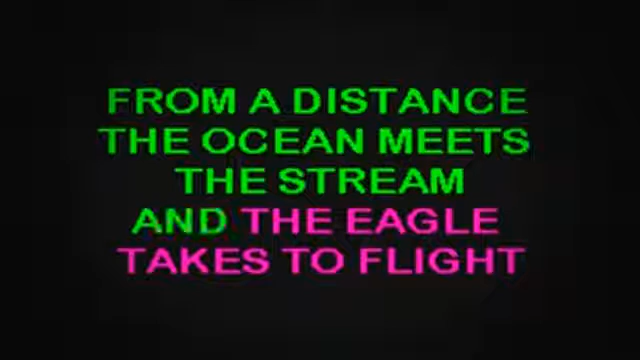 FROM A DISTANCE
THE OCEAN MEETS
THE STREAM
AND THE EAGLE
TAKES TO FLIGHT